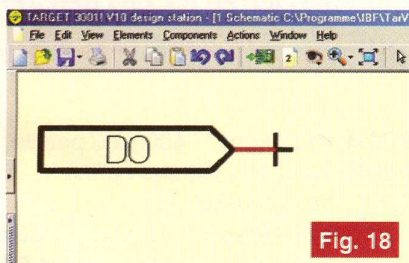 TARGET 3001! V10 design station - [1 Schematic C:\Programme\IBF\TarV
File Edit View Elements Components Actions Window Help
2
DO
Fig. 18